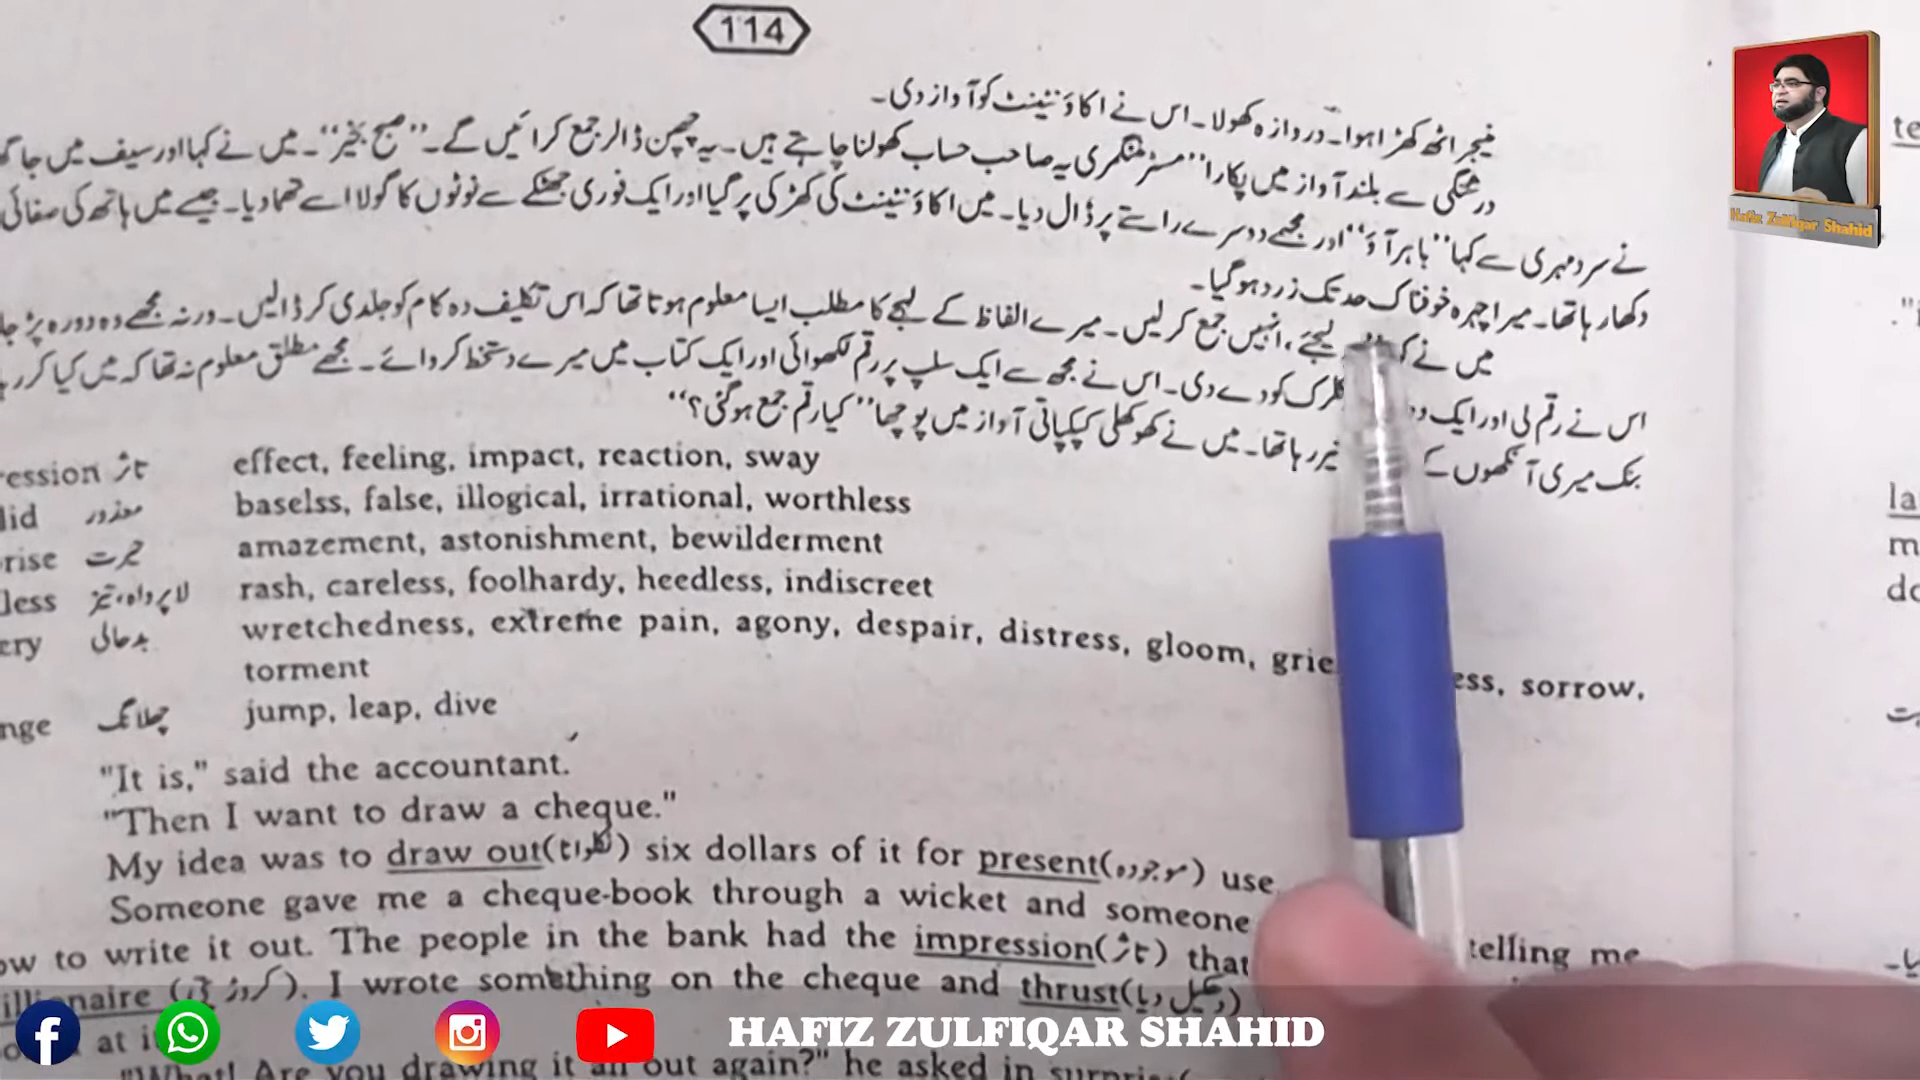 114
منیجر اٹھ کھڑا ہوا۔ دروازہ کھولا۔ اس نے اکاؤنٹینٹ کو آواز دی۔
درشتگی سے بلند آواز میں پکارا "مسٹر منٹگمری یہ صاحب حساب کھولنا چاہتے ہیں۔ یہ چھپن ڈالر جمع کرائیں گے۔" "صبح بخیر"۔ میں نے کہا اور سیف میں جا
نے سرد مہری سے کہا "باہر آؤ" اور مجھے دوسرے راستے پر ڈال دیا۔ میں اکاؤنٹینٹ کی کھڑکی پر گیا اور ایک فوری جھٹکے سے نوٹوں کا گولا اسے تھما دیا۔ جیسے میں ہاتھ کی صفائی
دکھا رہا تھا۔ میرا چہرہ خوفناک حد تک زرد ہو گیا۔
میں نے لیجئے، انہیں جمع کر لیں۔ میرے الفاظ کے لہجے کا مطلب ایسا معلوم ہوتا تھا کہ اس تکلیف دہ کام کو جلدی کر ڈالیں۔ ورنہ مجھے دورہ پڑ
اس نے رقم لی اور ایک کلرک کو دے دی۔ اس نے مجھ سے ایک سلپ پر رقم لکھوائی اور ایک کتاب میں میرے دستخط کروائے۔ مجھے مطلق معلوم نہ تھا کہ میں کیا کر
بنک میری آنکھوں کے رہا تھا۔ میں نے کھوکھلی کپکپاتی آواز میں پوچھا "کیا رقم جمع ہو گئی؟"
ression تاثر effect, feeling, impact, reaction, sway
lid معذور baselss, false, illogical, irrational, worthless
rise حیرت amazement, astonishment, bewilderment
less لاپرواہ، تیز rash, careless, foolhardy, heedless, indiscreet
ery بدحالی wretchedness, extreme pain, agony, despair, distress, gloom, grie ess, sorrow,
torment
nge چھلانگ jump, leap, dive
"It is," said the accountant.
"Then I want to draw a cheque."
My idea was to draw out(نکلوانا) six dollars of it for present(موجودہ) use
Someone gave me a cheque-book through a wicket and someone telling me
ow to write it out. The people in the bank had the impression(تاثر) that
illionaire (کروڑ پتی). I wrote something on the cheque and thrust(دھکیل دیا)
at i
"What! Are you drawing it all out again?" he asked in surpris
Hafiz Zulfiqar Shahid
HAFIZ ZULFIQAR SHAHID
te
la
m
do